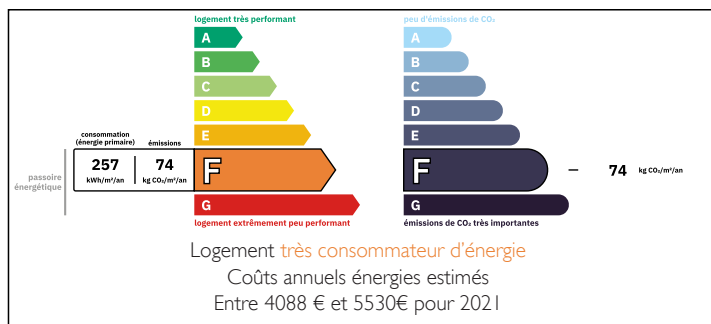 logement très performant
A
B
C
D
E
consommation
(énergie primaire)
émissions
257
kWh/m²/an
74
kg CO₂/m²/an
F
G
passoire
énergétique
logement extrêmement peu performant
peu d'émissions de CO₂
A
B
C
D
E
F
74 kg CO₂/m²/an
G
émissions de CO₂ très importantes
Logement très consommateur d'énergie
Coûts annuels énergies estimés
Entre 4088 € et 5530€ pour 2021